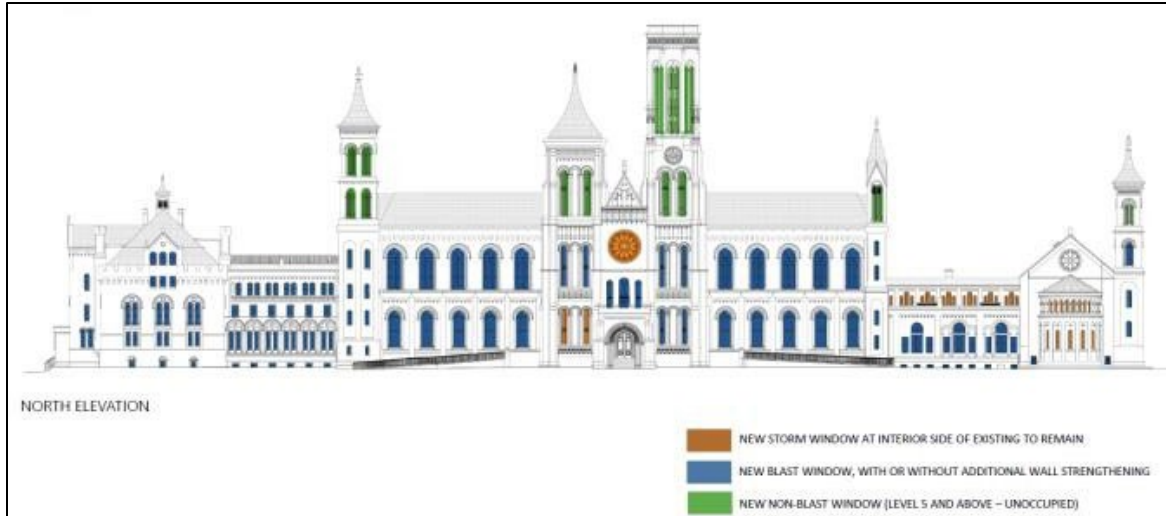 NORTH ELEVATION
NEW STORM WINDOW AT INTERIOR SIDE OF EXISTING TO REMAIN
NEW BLAST WINDOW, WITH OR WITHOUT ADDITIONAL WALL STRENGTHENING
NEW NON-BLAST WINDOW (LEVEL 5 AND ABOVE – UNOCCUPIED)